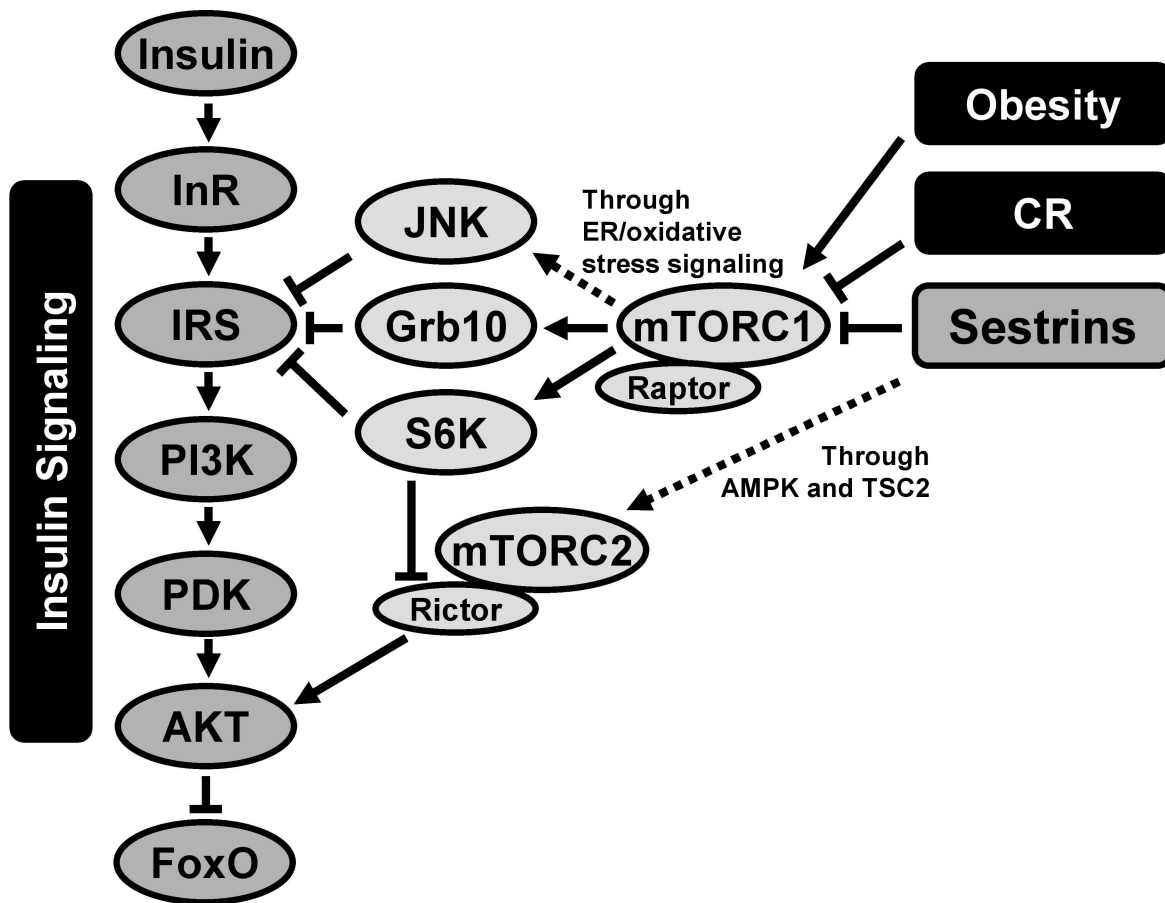 Insulin
InR
IRS
PI3K
PDK
AKT
FoxO
Insulin Signaling
JNK
Grb10
S6K
Through
ER/oxidative
stress signaling
mTORC1
Raptor
mTORC2
Rictor
Obesity
CR
Sestrins
Through
AMPK and TSC2